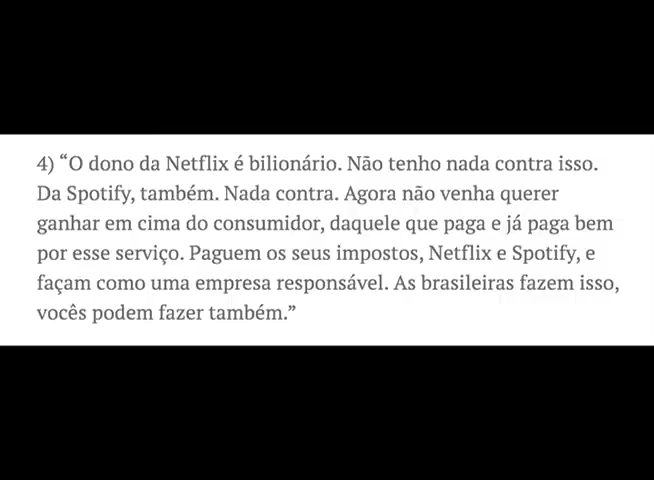 4) “O dono da Netflix é bilionário. Não tenho nada contra isso.
Da Spotify, também. Nada contra. Agora não venha querer
ganhar em cima do consumidor, daquele que paga e já paga bem
por esse serviço. Paguem os seus impostos, Netflix e Spotify, e
façam como uma empresa responsável. As brasileiras fazem isso,
vocês podem fazer também.”